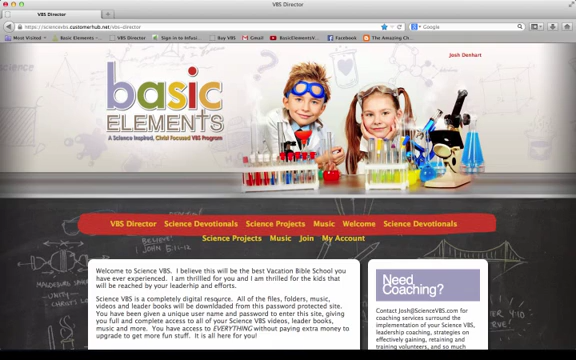 VBS Director
VBS Director
https://sciencevbs.customerhub.net/vbs-director
Google
Most Visited
Basic Elements -
VBS Director
Sign in to Infusi...
Buy VBS
Gmail
BasicElementsV...
Facebook
The Amazing Ch...
Josh Denhart
basic
ELEMENTS
A Science Inspired, Christ Focused VBS Program
VBS Director Science Devotionals Science Projects Music Welcome Science Devotionals
Science Projects Music Join My Account
Welcome to Science VBS. I believe this will be the best Vacation Bible School you
have ever experienced. I am thrilled for you and I am thrilled for the kids that
will be reached by your leadership and efforts.
Science VBS is a completely digital resource. All of the files, folders, music,
videos and leader books will be downloaded from this password protected site.
You have been given a unique user name and password to enter this site, giving
you full and complete access to all of your Science VBS videos, leader books,
music and more. You have access to EVERYTHING without paying extra money to
upgrade to get more fun stuff. It is all here for you!
Need
Coaching?
Contact Josh@ScienceVBS.com for
coaching services surround the
implementation of your Science VBS,
leadership coaching, strategies on
effectively gaining, retaining and
training volunteers, and so much